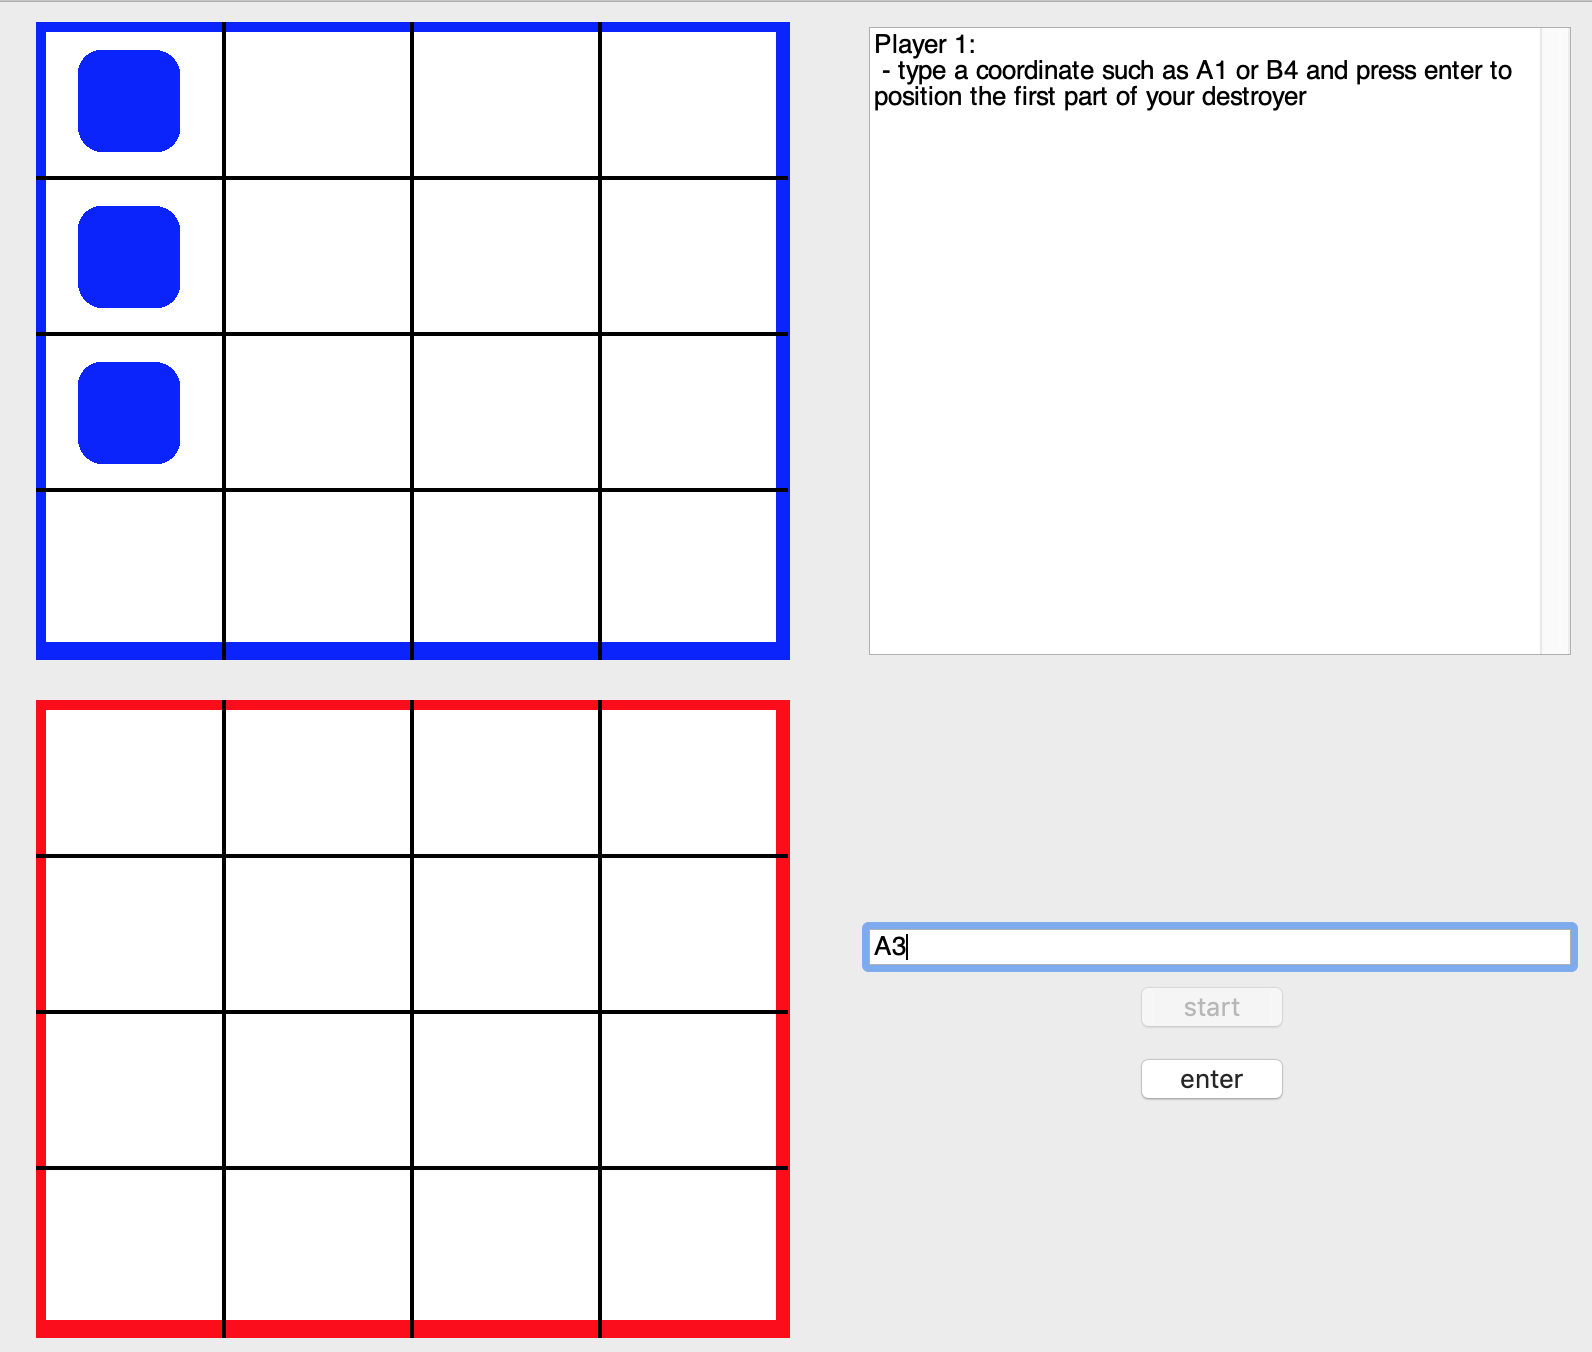 Player 1:
- type a coordinate such as A1 or B4 and press enter to
position the first part of your destroyer
A3
start
enter